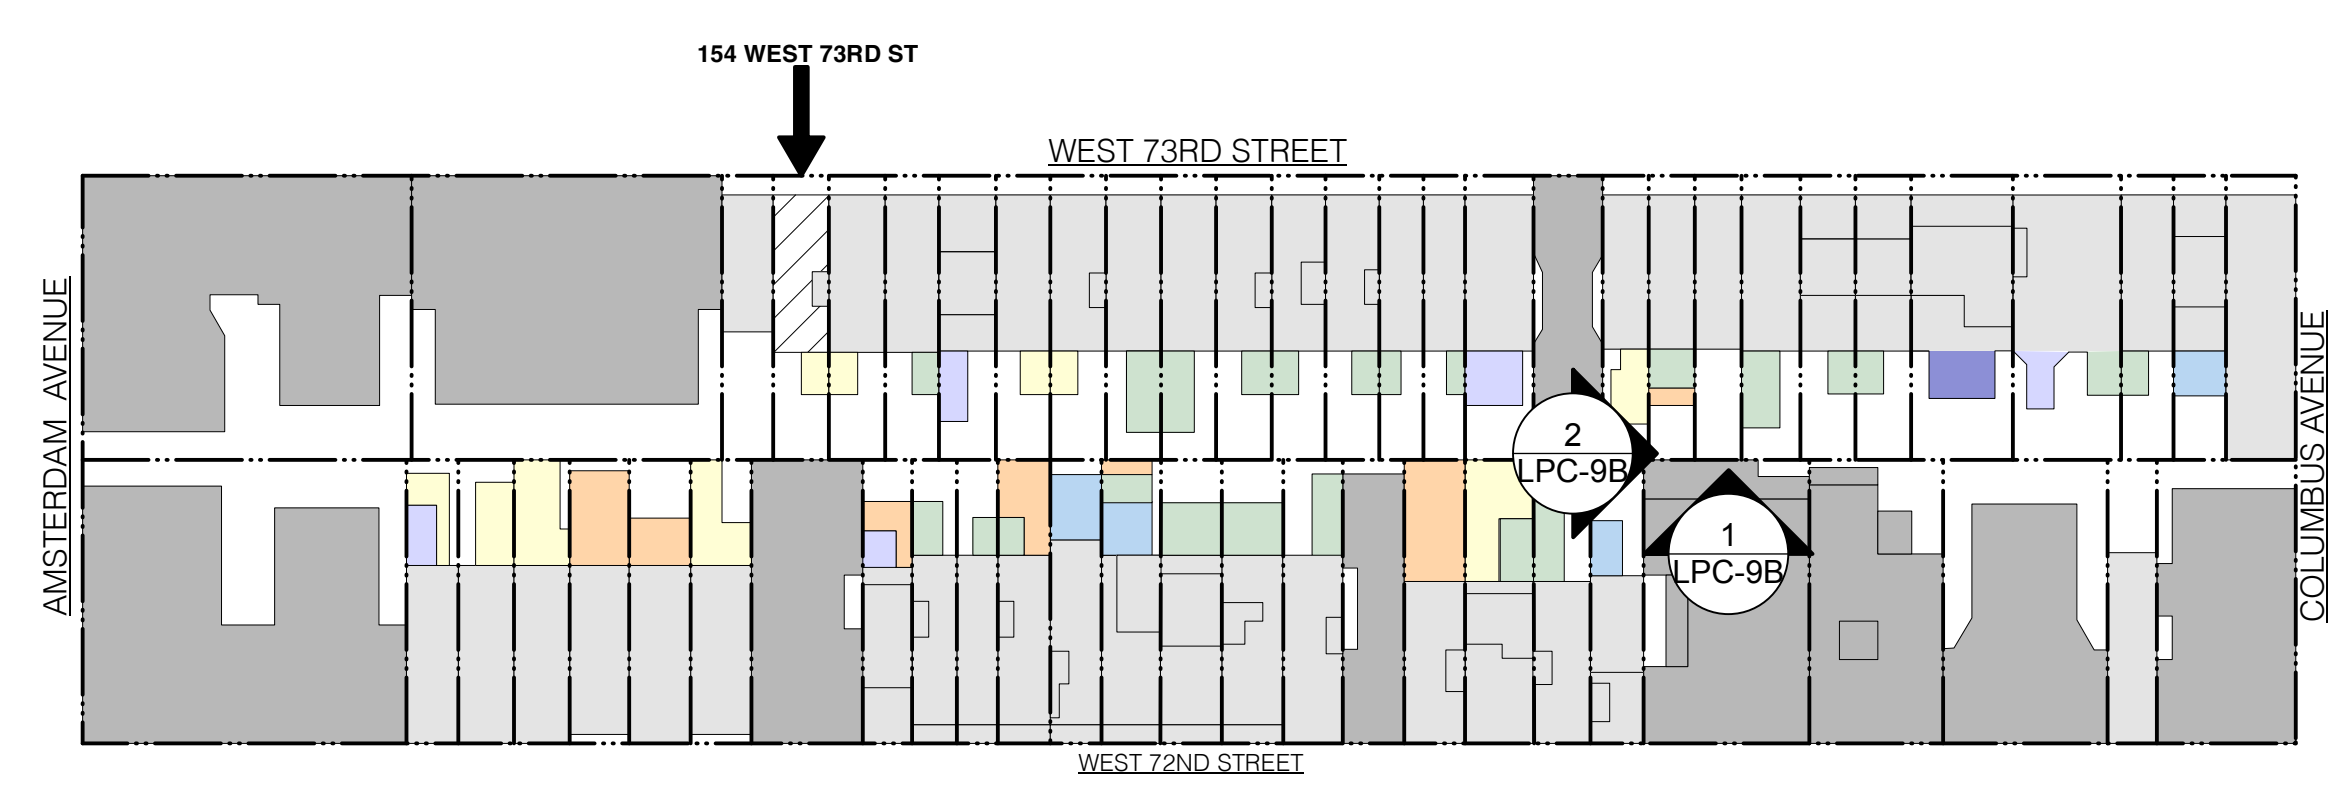 154 WEST 73RD ST
WEST 73RD STREET
AMSTERDAM AVENUE
COLUMBUS AVENUE
2
LPC-9B
1
LPC-9B
WEST 72ND STREET